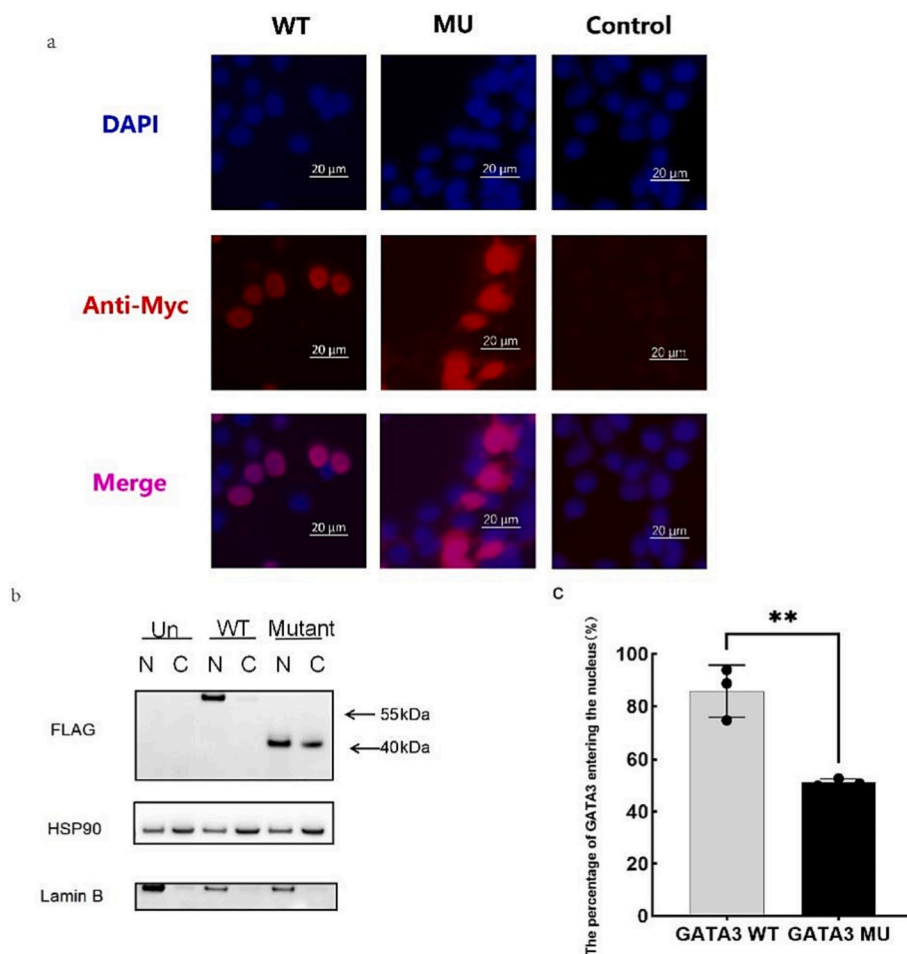 a
WT MU Control
DAPI
20 μm 20 μm 20 μm
Anti-Myc
20 μm 20 μm 20 μm
Merge
20 μm 20 μm 20 μm
b
Un WT Mutant
N C N C N C
FLAG
55kDa
40kDa
HSP90
Lamin B
c
**
The percentage of GATA3 entering the nucleus(%)
100
80
60
40
20
0
GATA3 WT GATA3 MU